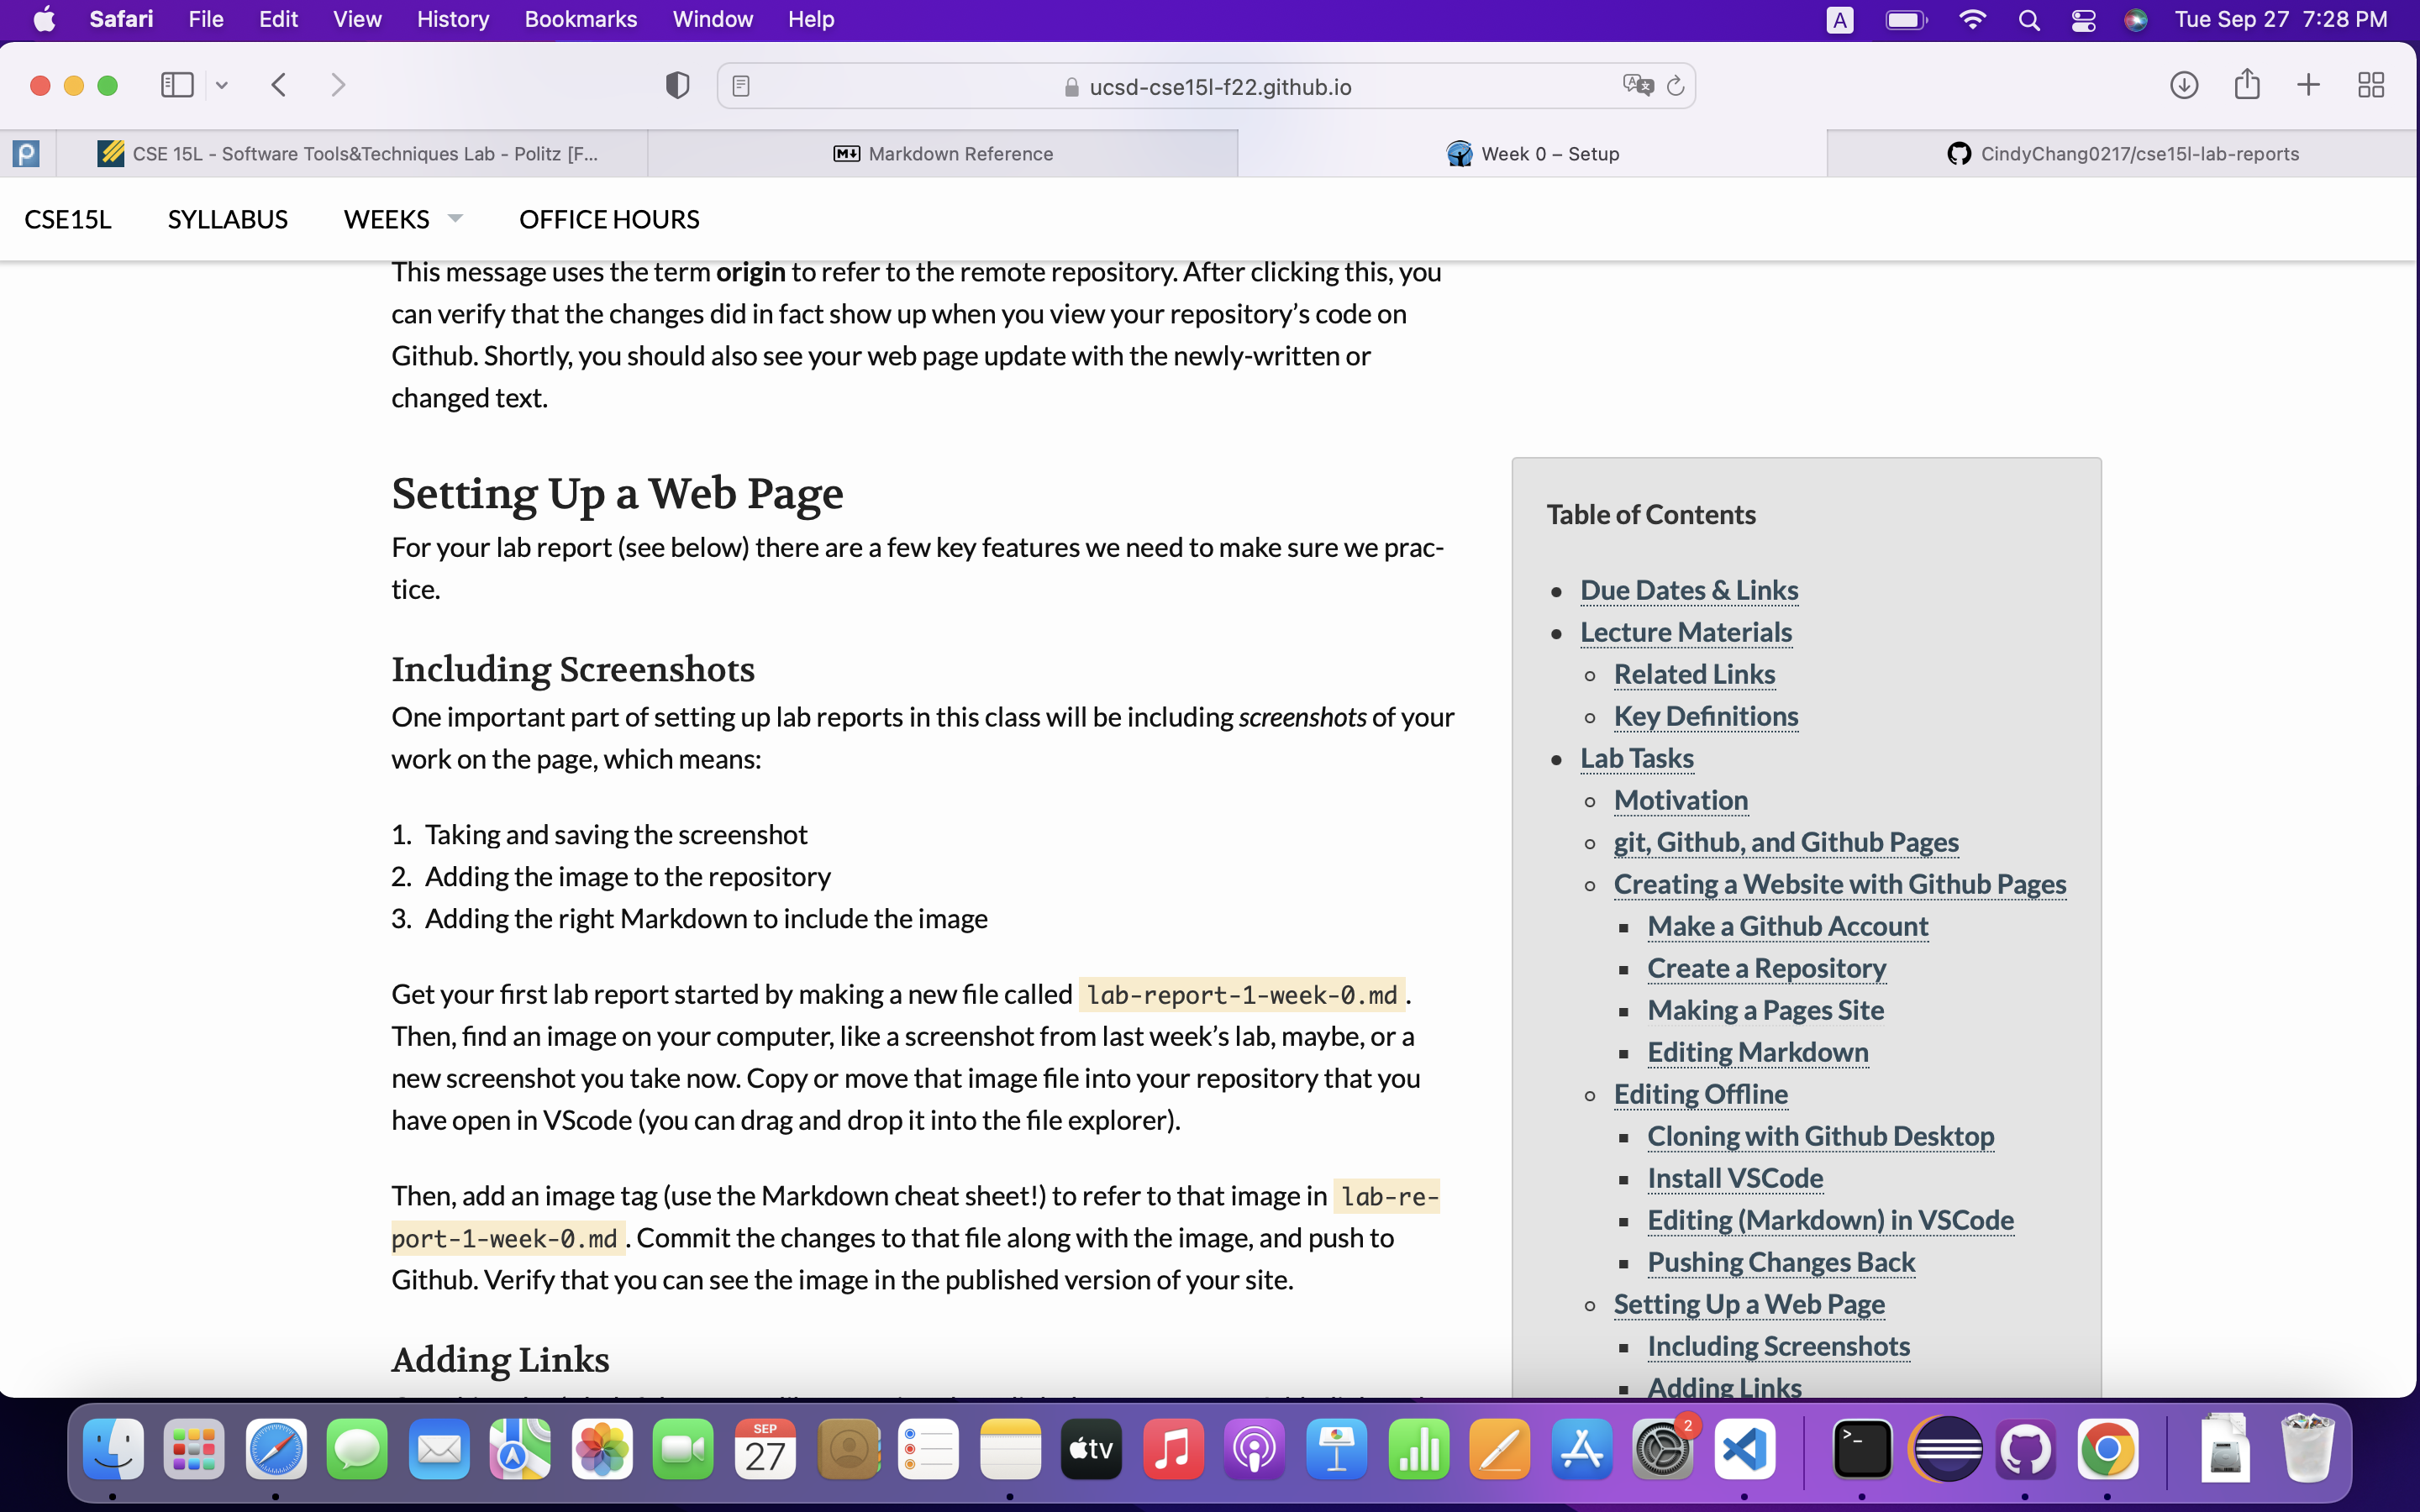 Safari File Edit View History Bookmarks Window Help A Tue Sep 27 7:28 PM
ucsd-cse15l-f22.github.io
CSE 15L - Software Tools&Techniques Lab - Politz [F... Markdown Reference Week 0 – Setup CindyChang0217/cse15l-lab-reports
CSE15L SYLLABUS WEEKS OFFICE HOURS
This message uses the term origin to refer to the remote repository. After clicking this, you
can verify that the changes did in fact show up when you view your repository’s code on
Github. Shortly, you should also see your web page update with the newly-written or
changed text.
Setting Up a Web Page
For your lab report (see below) there are a few key features we need to make sure we prac-
tice.
Including Screenshots
One important part of setting up lab reports in this class will be including screenshots of your
work on the page, which means:
1. Taking and saving the screenshot
2. Adding the image to the repository
3. Adding the right Markdown to include the image
Get your first lab report started by making a new file called lab-report-1-week-0.md.
Then, find an image on your computer, like a screenshot from last week’s lab, maybe, or a
new screenshot you take now. Copy or move that image file into your repository that you
have open in VScode (you can drag and drop it into the file explorer).
Then, add an image tag (use the Markdown cheat sheet!) to refer to that image in lab-re-
port-1-week-0.md. Commit the changes to that file along with the image, and push to
Github. Verify that you can see the image in the published version of your site.
Adding Links
Table of Contents
Due Dates & Links
Lecture Materials
Related Links
Key Definitions
Lab Tasks
Motivation
git, Github, and Github Pages
Creating a Website with Github Pages
Make a Github Account
Create a Repository
Making a Pages Site
Editing Markdown
Editing Offline
Cloning with Github Desktop
Install VSCode
Editing (Markdown) in VSCode
Pushing Changes Back
Setting Up a Web Page
Including Screenshots
Adding Links
SEP
27
tv
2
>_